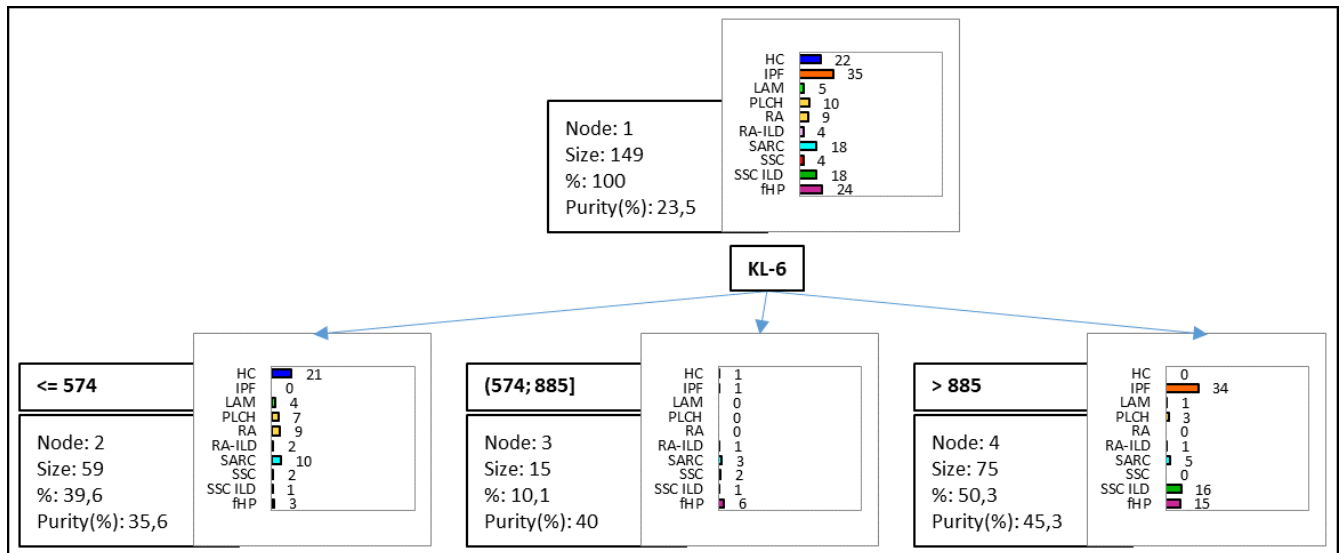 HC 22
IPF 35
LAM 5
PLCH 10
RA 9
RA-ILD 4
SARC 18
SSC 4
SSC ILD 18
fHP 24
Node: 1
Size: 149
%: 100
Purity(%): 23,5
KL-6
<= 574
HC 21
IPF 0
LAM 4
PLCH 7
RA 9
RA-ILD 2
SARC 10
SSC 2
SSC ILD 1
fHP 3
Node: 2
Size: 59
%: 39,6
Purity(%): 35,6
(574; 885]
HC 1
IPF 1
LAM 0
PLCH 0
RA 0
RA-ILD 1
SARC 3
SSC 2
SSC ILD 1
fHP 6
Node: 3
Size: 15
%: 10,1
Purity(%): 40
> 885
HC 0
IPF 34
LAM 1
PLCH 3
RA 0
RA-ILD 1
SARC 5
SSC 0
SSC ILD 16
fHP 15
Node: 4
Size: 75
%: 50,3
Purity(%): 45,3